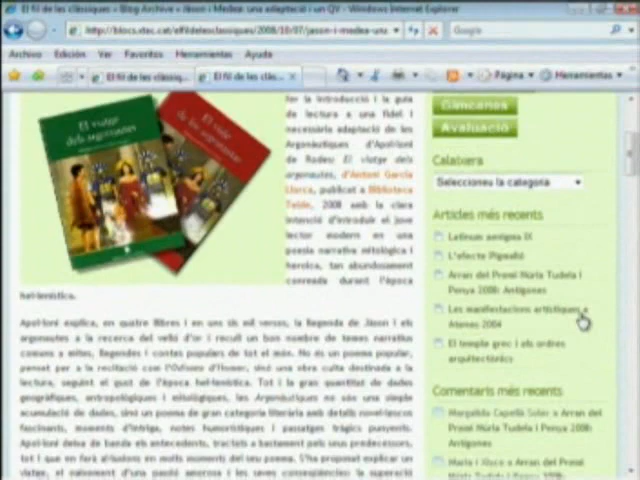 El fil de les clàssiques » Blog Archive » Jàson i Medea: una adaptació i un QV - Windows Internet Explorer
http://blocs.xtec.cat/elfildelesclassiques/2008/10/07/jason-i-medea-una-
Google
Archivo Edición Ver Favoritos Herramientas Ayuda
El fil de les clàssiq...
El fil de les clàs...
Página
Herramientas
El viatge
dels argonautes
El viatge
de los argonautas
fer la introducció i la guia
de lectura a una fidel i
necessària adaptació de les
Argonàutiques d'Apol·loni
de Rodes: El viatge dels
argonautes, d'Antoni García
Llorca, publicat a Biblioteca
Teide, 2008 amb la clara
intenció d'introduir el jove
lector modern en una
poesia narrativa mitològica i
heroica, tan abundosament
conreada durant l'època
hel·lenística.
Apol·loni explica, en quatre llibres i en uns sis mil versos, la llegenda de Jàson i els
argonautes a la recerca del velló d'or i recull un bon nombre de temes narratius
comuns a mites, llegendes i contes populars de tot el món. No és un poema popular,
pensat per a la recitació com l'Odissea d'Homer, sinó una obra culta destinada a la
lectura, seguint el gust de l'època hel·lenística. Tot i la gran quantitat de dades
geogràfiques, antropològiques i mitològiques, les Argonàutiques no són una simple
acumulació de dades, sinó un poema de gran categoria literària amb detalls novel·lescos
fascinants, moments d'intriga, notes humorístiques i passatges tràgics punyents.
Apol·loni deixa de banda els antecedents, tractats a bastament pels seus predecessors,
tot i que en farà al·lusions en molts moments del seu poema. S'ha proposat explicar un
viatge, el naixement d'una passió amorosa i les seves conseqüències: la superació
Gàncanos
Avaluació
Calaixera
Seleccioneu la categoria
Articles més recents
Latinum aenigma IX
L'efecte Pigmalió
Arran del Premi Núria Tudela i
Penya 2008: Antígones
Les manifestacions artístiques a
Atenes 2004
El temple grec i els ordres
arquitectònics
Comentaris més recents
Margalida Capellà Soler a Arran del
Premi Núria Tudela i Penya 2008:
Antígones
a Arran del
Premi Núria Tudela i Penya 2008: